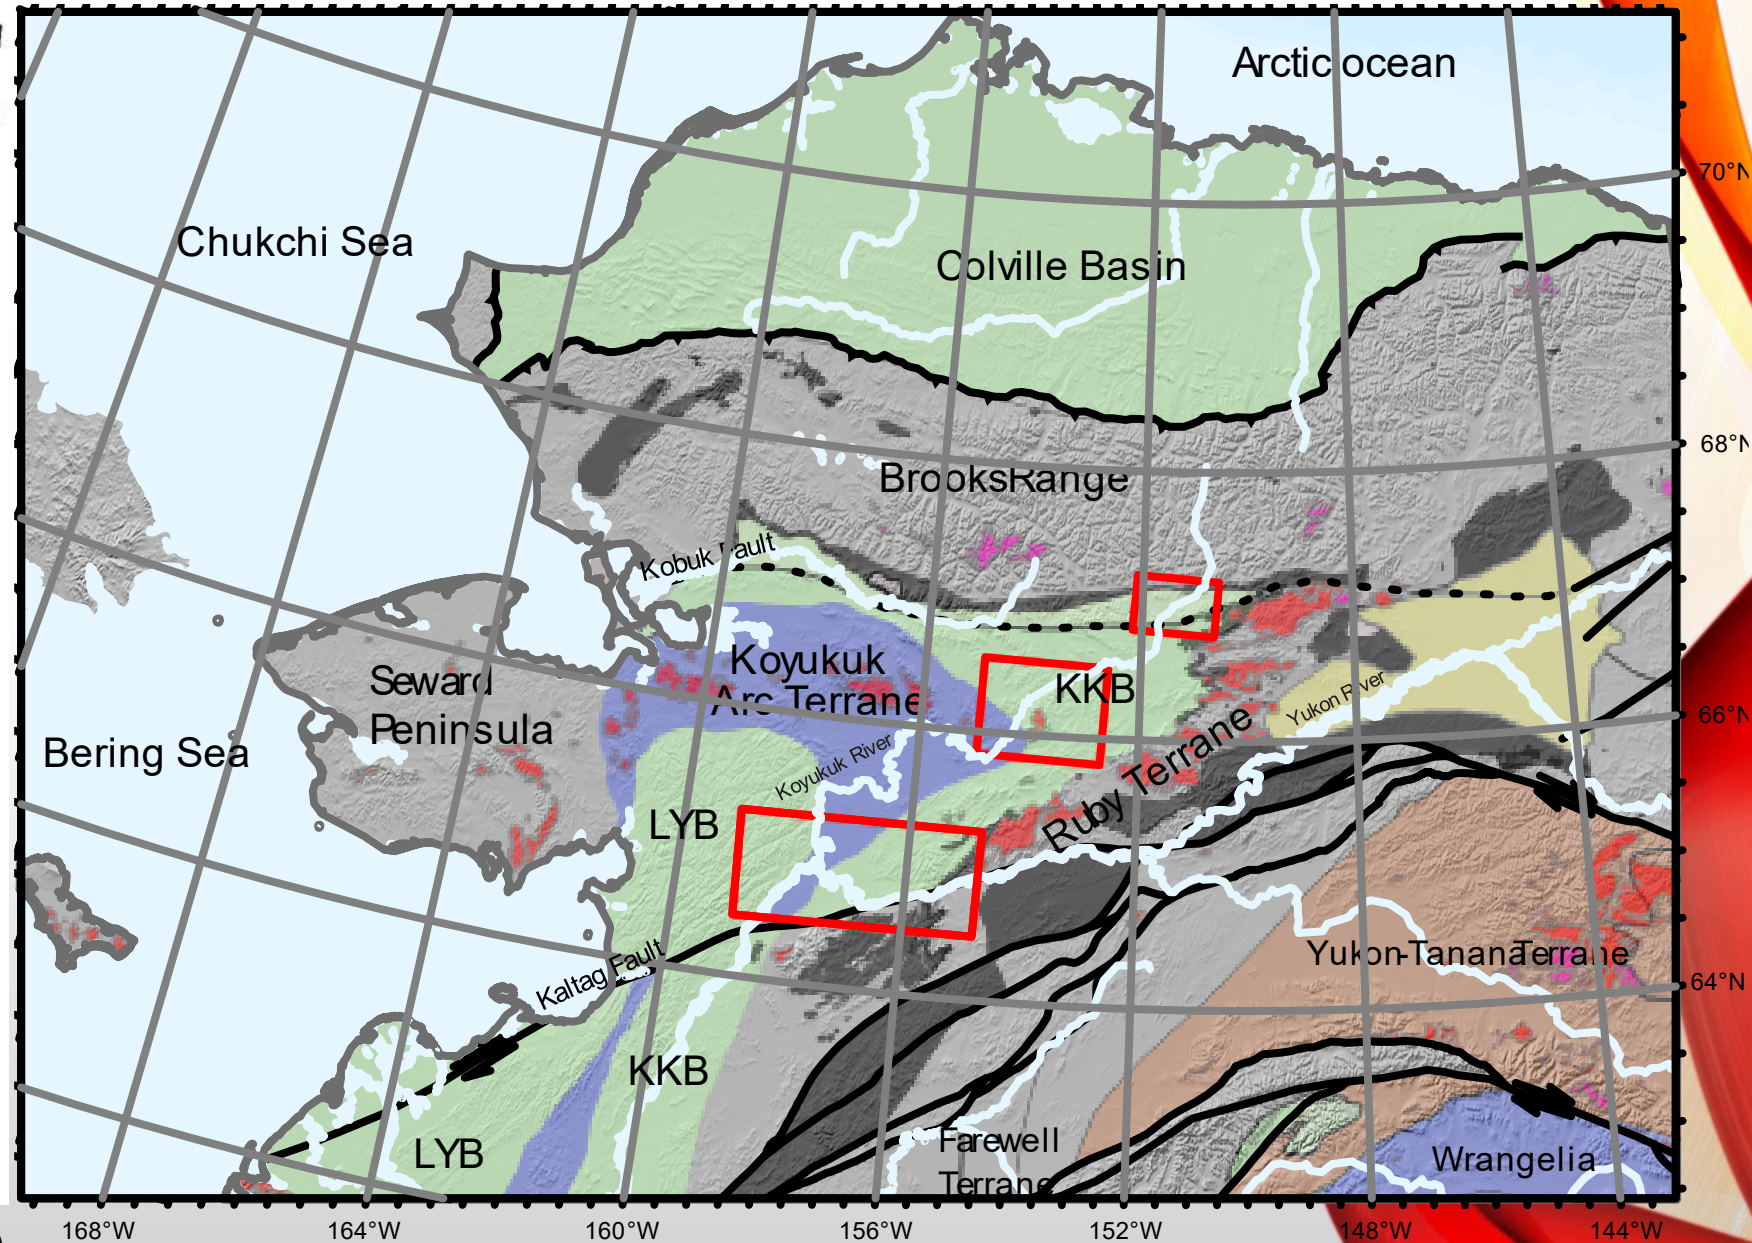 Arctic ocean
70°N
Chukchi Sea
Colville Basin
68°N
Brooks Range
Kobuk Fault
Koyukuk
Arc Terrane
KKB
Seward
Peninsula
66°N
Yukon River
Bering Sea
Koyukuk River
Ruby Terrane
LYB
Yukon-Tanana Terrane
Kaltag Fault
64°N
KKB
LYB
Farewell
Terrane
Wrangelia
168°W 164°W 160°W 156°W 152°W 148°W 144°W